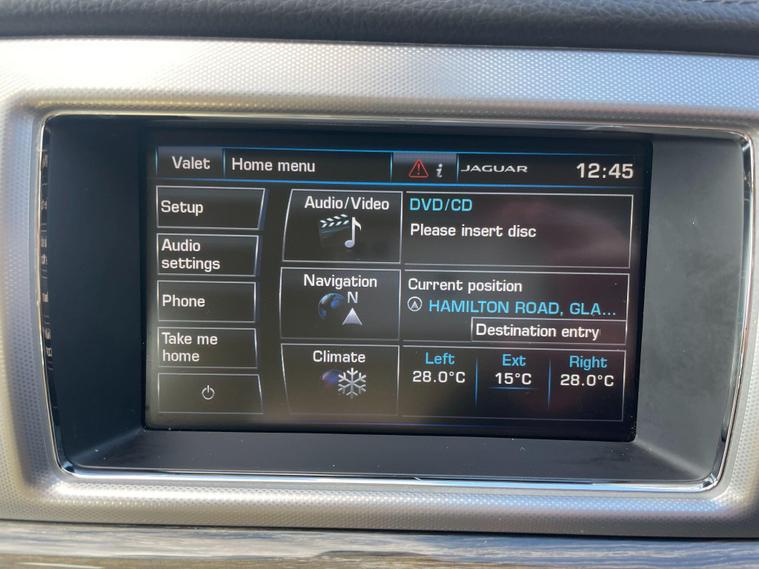 Valet
Home menu
i
JAGUAR
12:45
Setup
Audio
settings
Phone
Take me
home
Audio/Video
DVD/CD
Please insert disc
Navigation
N
Current position
HAMILTON ROAD, GLA...
Destination entry
Climate
Left
28.0°C
Ext
15°C
Right
28.0°C